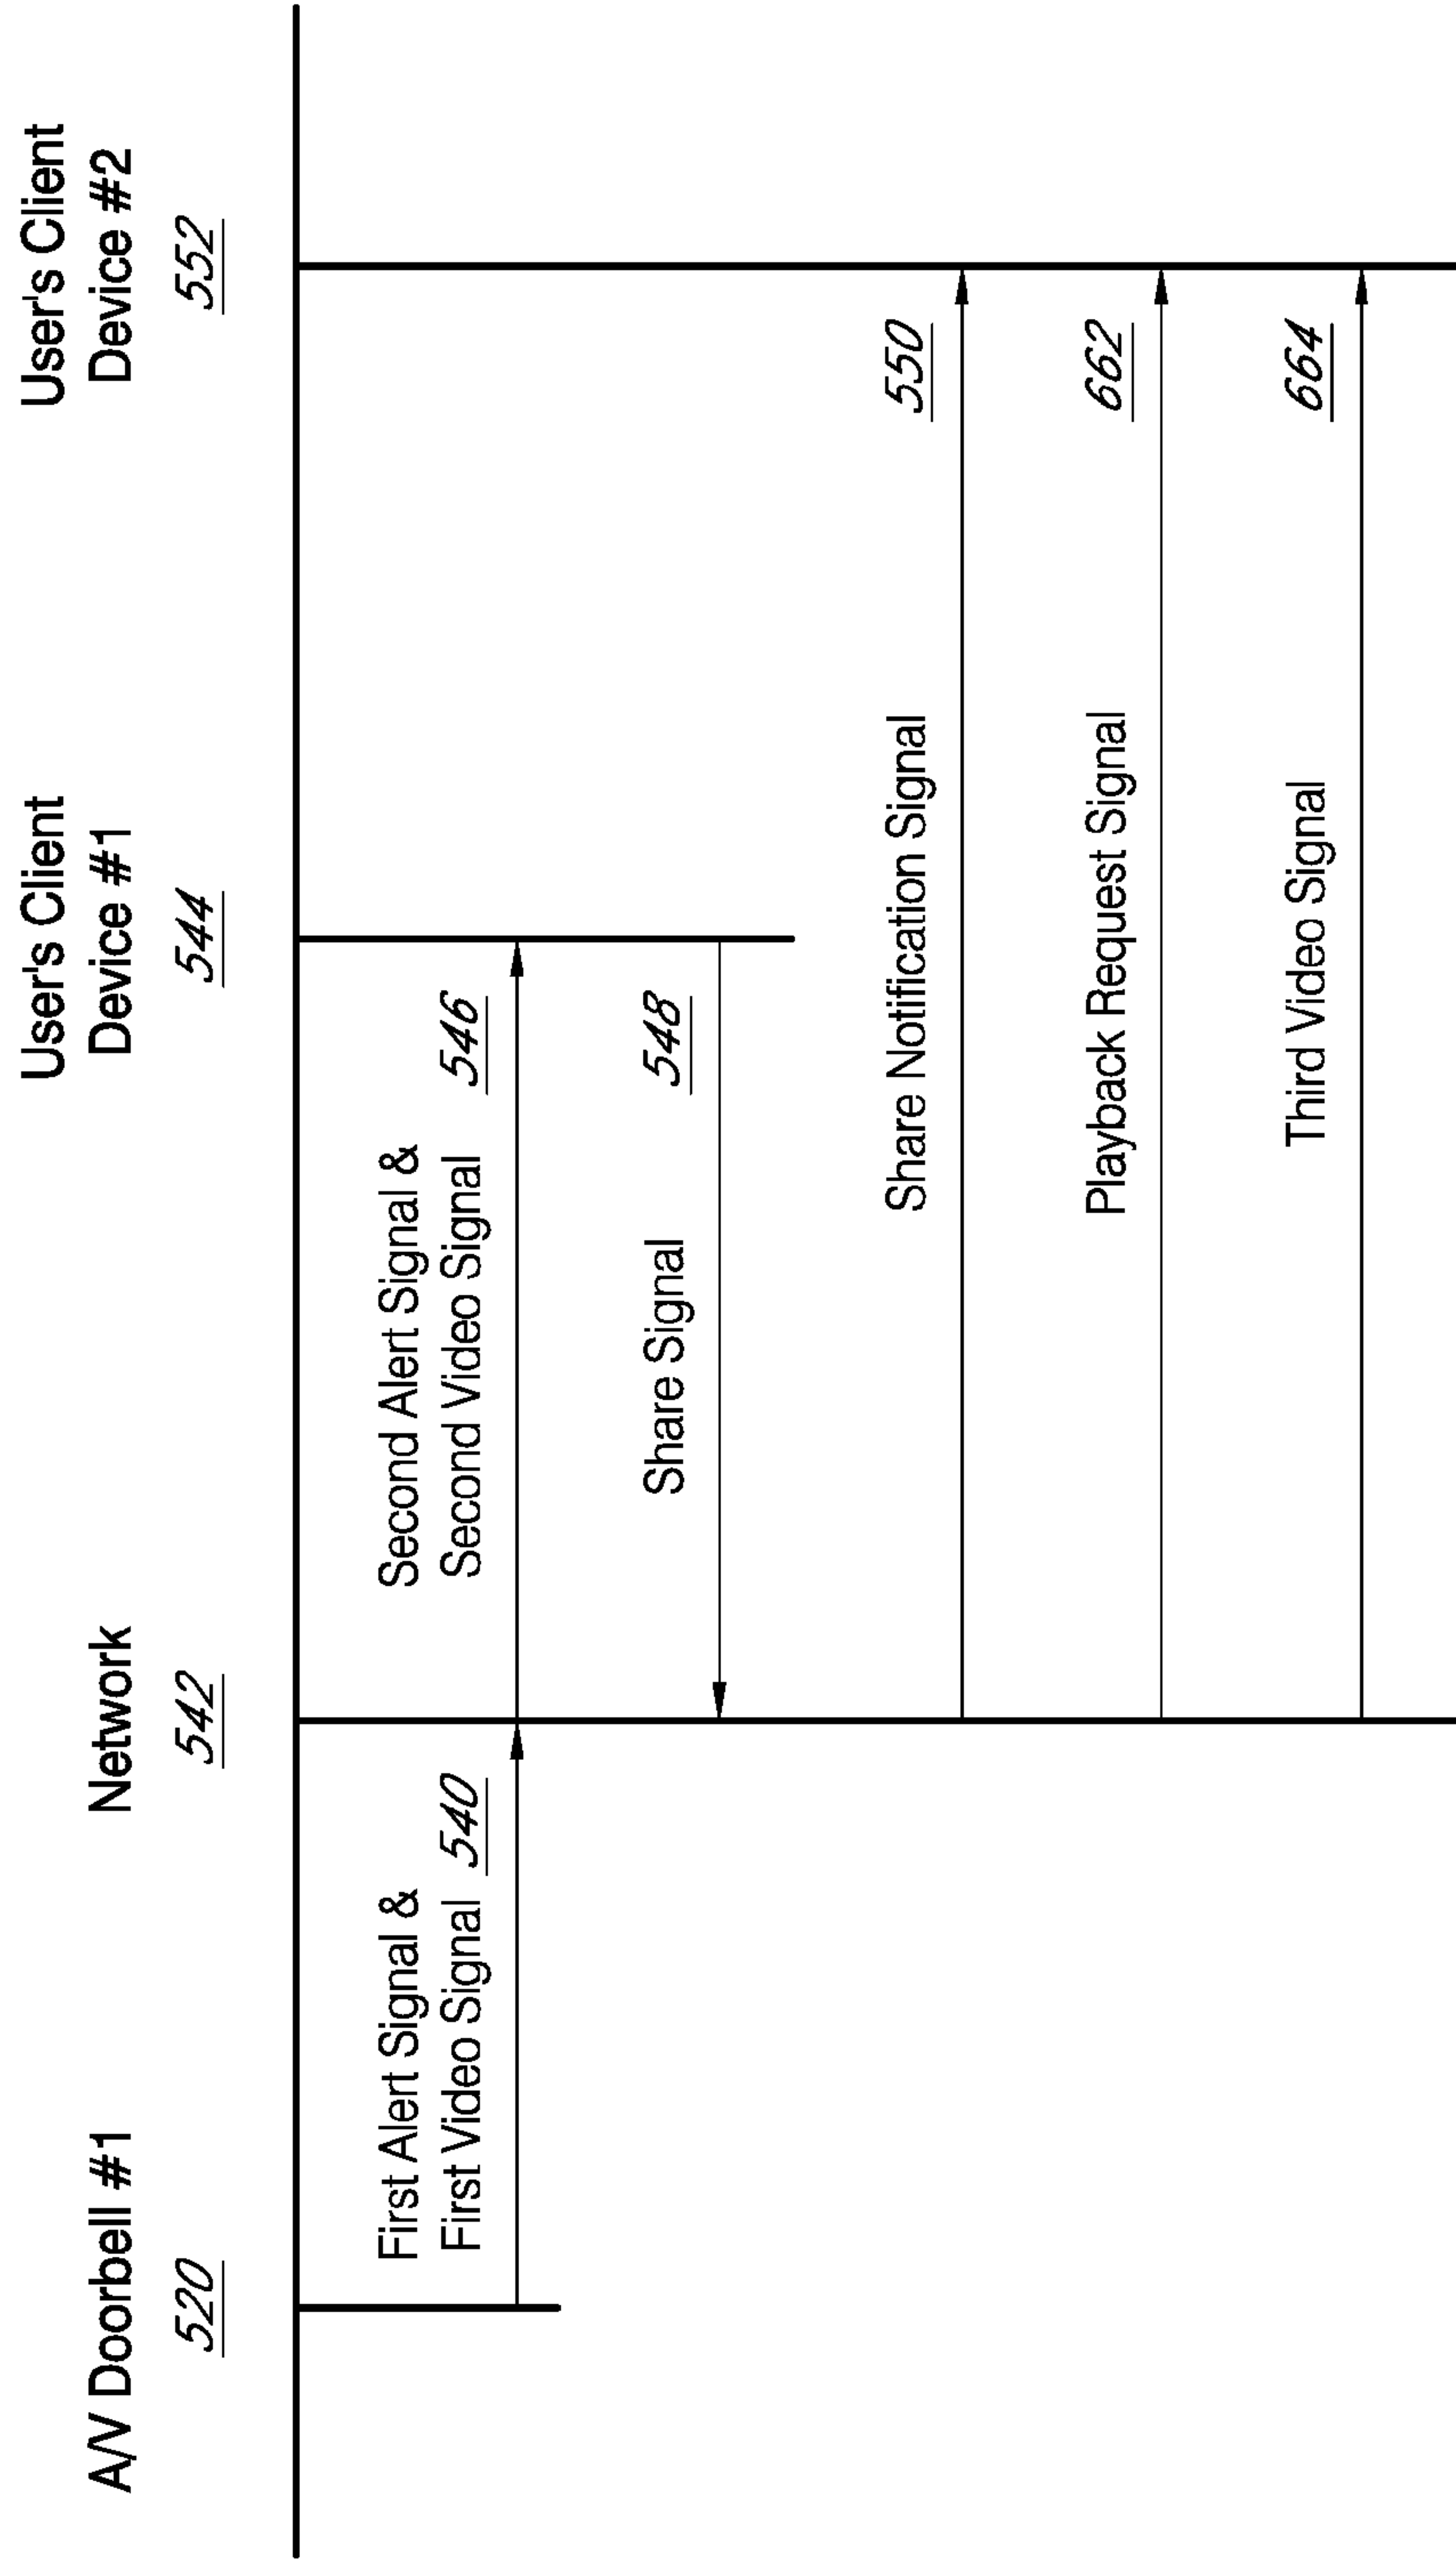 A/V Doorbell #1
520
Network
542
User's Client
Device #1
544
User's Client
Device #2
552
First Alert Signal &
First Video Signal 540
Second Alert Signal &
Second Video Signal 546
Share Signal 548
Share Notification Signal 550
Playback Request Signal 662
Third Video Signal 664